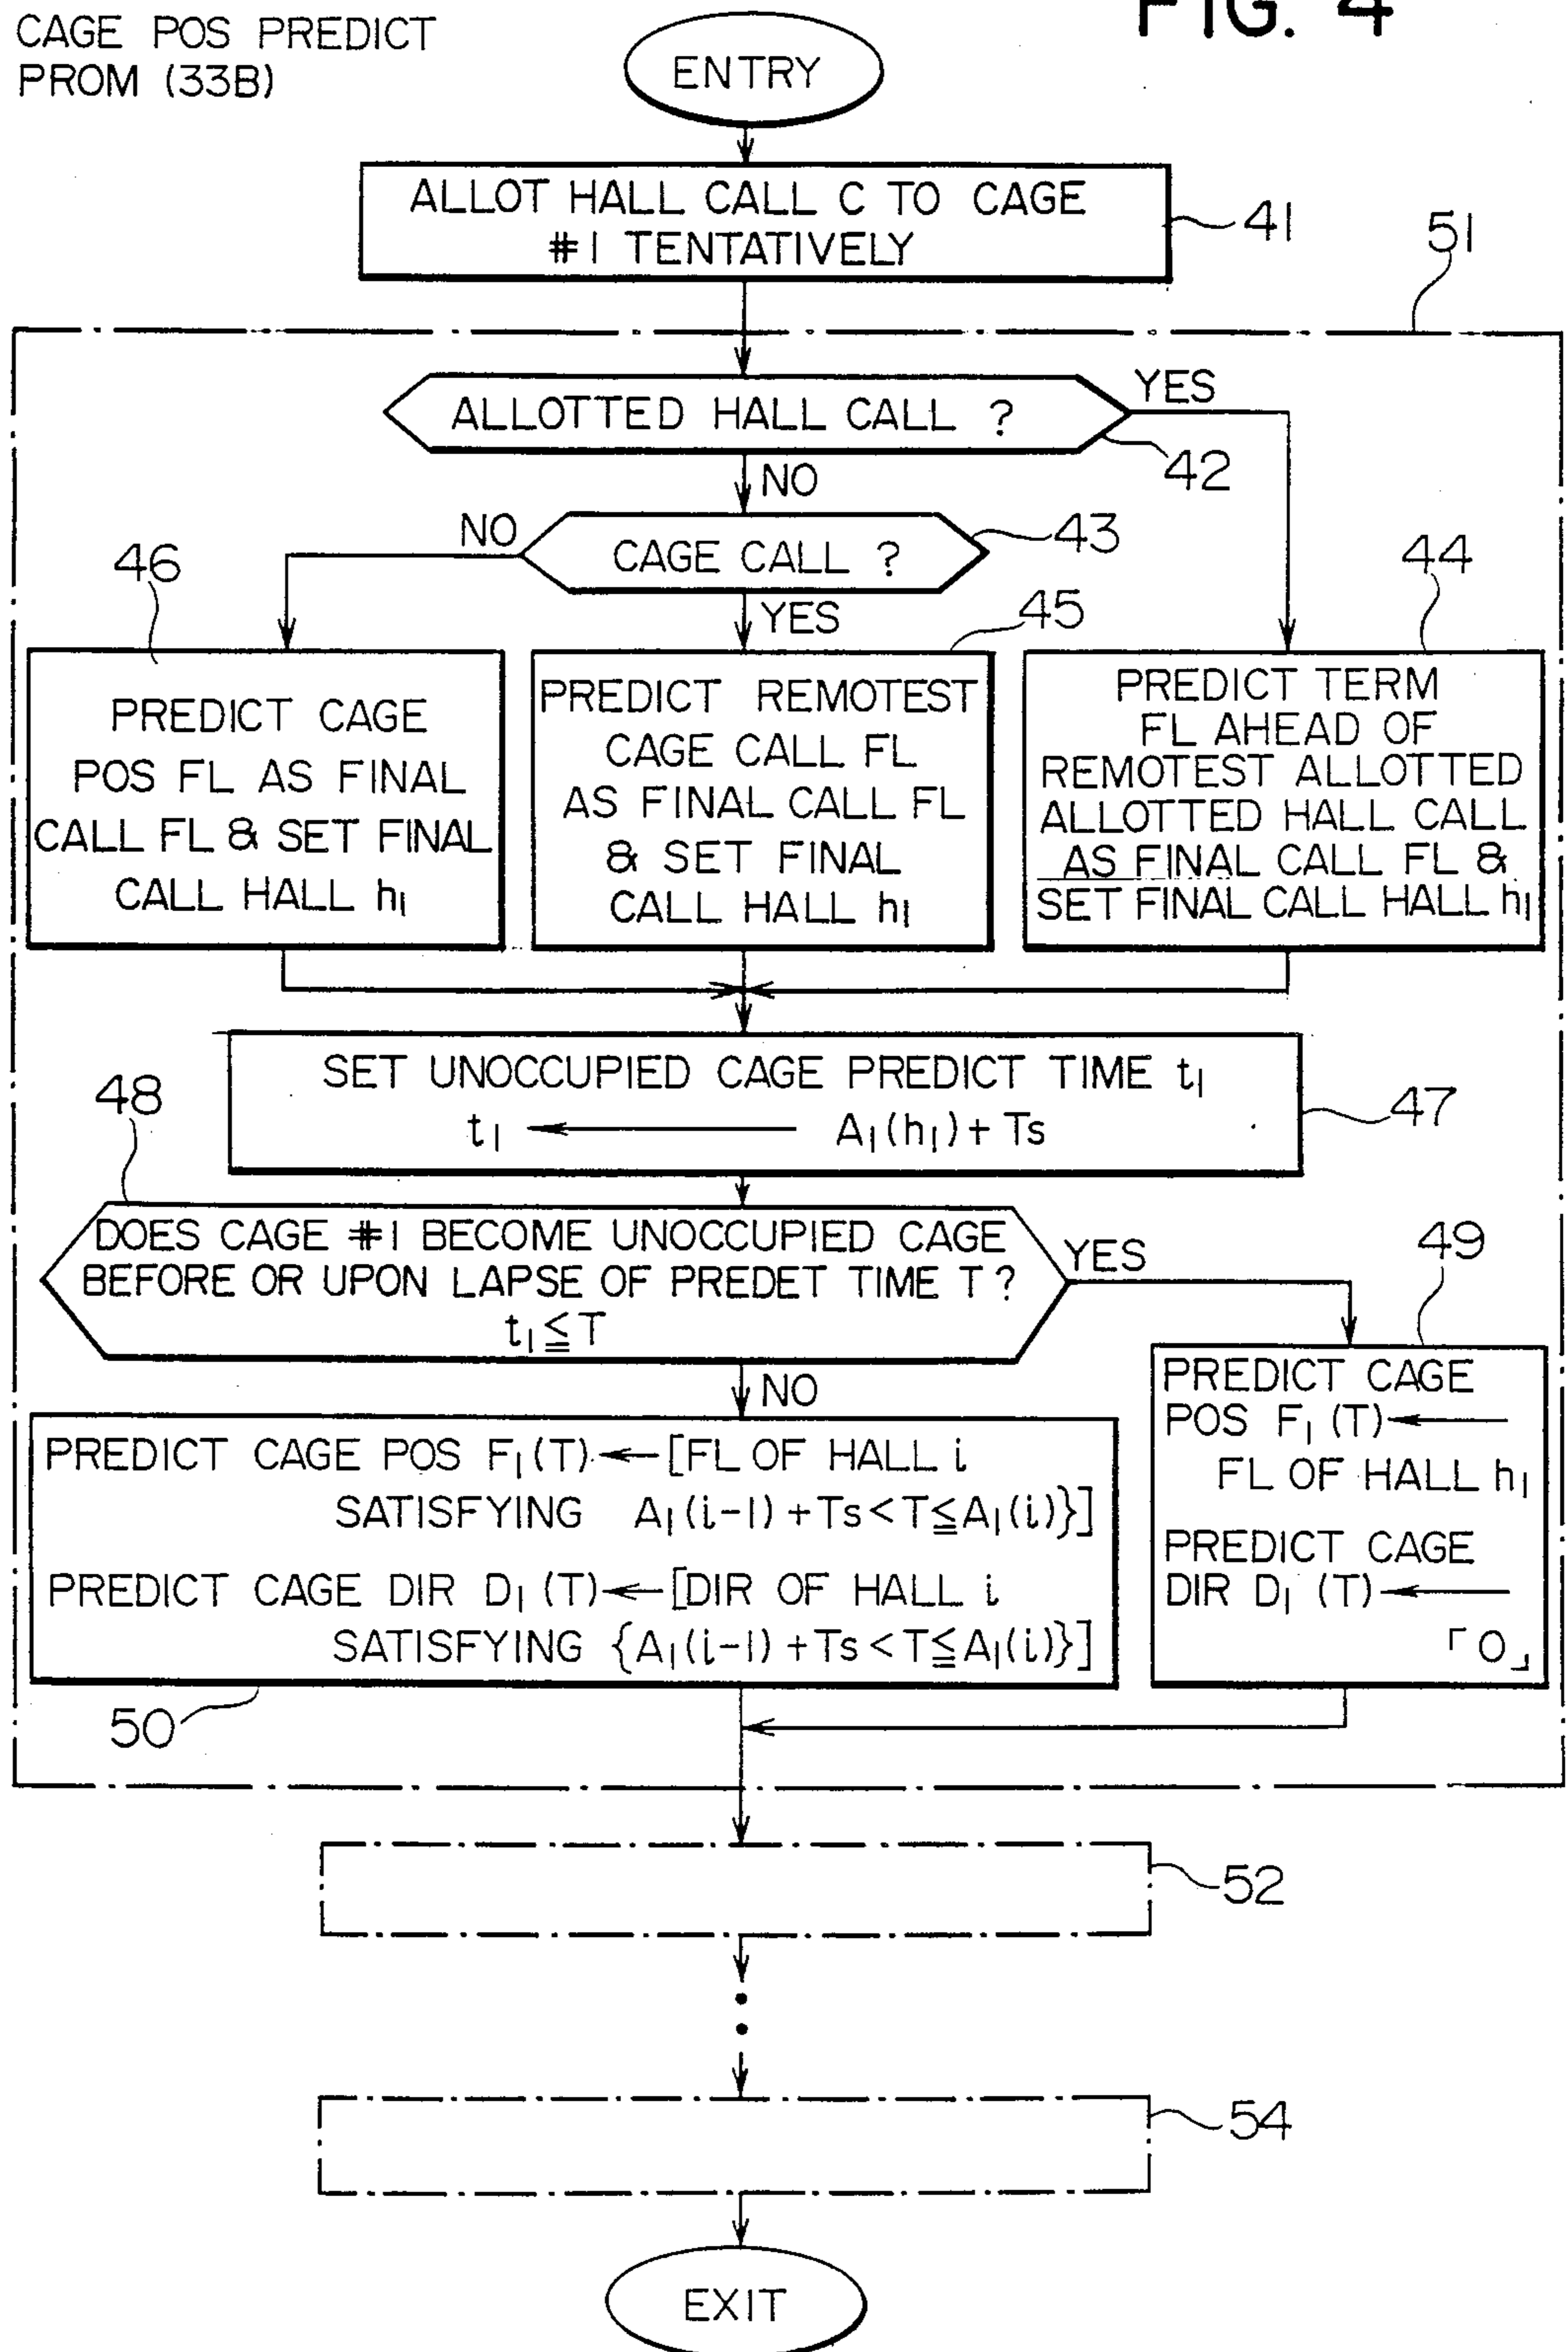 CAGE POS PREDICT
PROM (33B)
FIG. 4
ENTRY
ALLOT HALL CALL C TO CAGE
#1 TENTATIVELY
41
51
ALLOTTED HALL CALL ?
YES
42
NO
CAGE CALL ?
43
NO
YES
46
45
44
PREDICT CAGE
POS FL AS FINAL
CALL FL & SET FINAL
CALL HALL h₁
PREDICT REMOTEST
CAGE CALL FL
AS FINAL CALL FL
& SET FINAL
CALL HALL h₁
PREDICT TERM
FL AHEAD OF
REMOTEST ALLOTTED
ALLOTTED HALL CALL
AS FINAL CALL FL &
SET FINAL CALL HALL h₁
SET UNOCCUPIED CAGE PREDICT TIME t₁
t₁ ← A₁(h₁)+ Ts
47
48
DOES CAGE #1 BECOME UNOCCUPIED CAGE
BEFORE OR UPON LAPSE OF PREDET TIME T ?
t₁ ≦ T
YES
NO
49
PREDICT CAGE POS F₁(T) ← [FL OF HALL i
SATISFYING A₁(i-1) +Ts < T ≦ A₁(i)}]
PREDICT CAGE DIR D₁(T) ← [DIR OF HALL i
SATISFYING {A₁(i-1) +Ts < T ≦ A₁(i)}]
50
PREDICT CAGE
POS F₁(T) ←
FL OF HALL h₁
PREDICT CAGE
DIR D₁(T) ←
「0」
52
54
EXIT